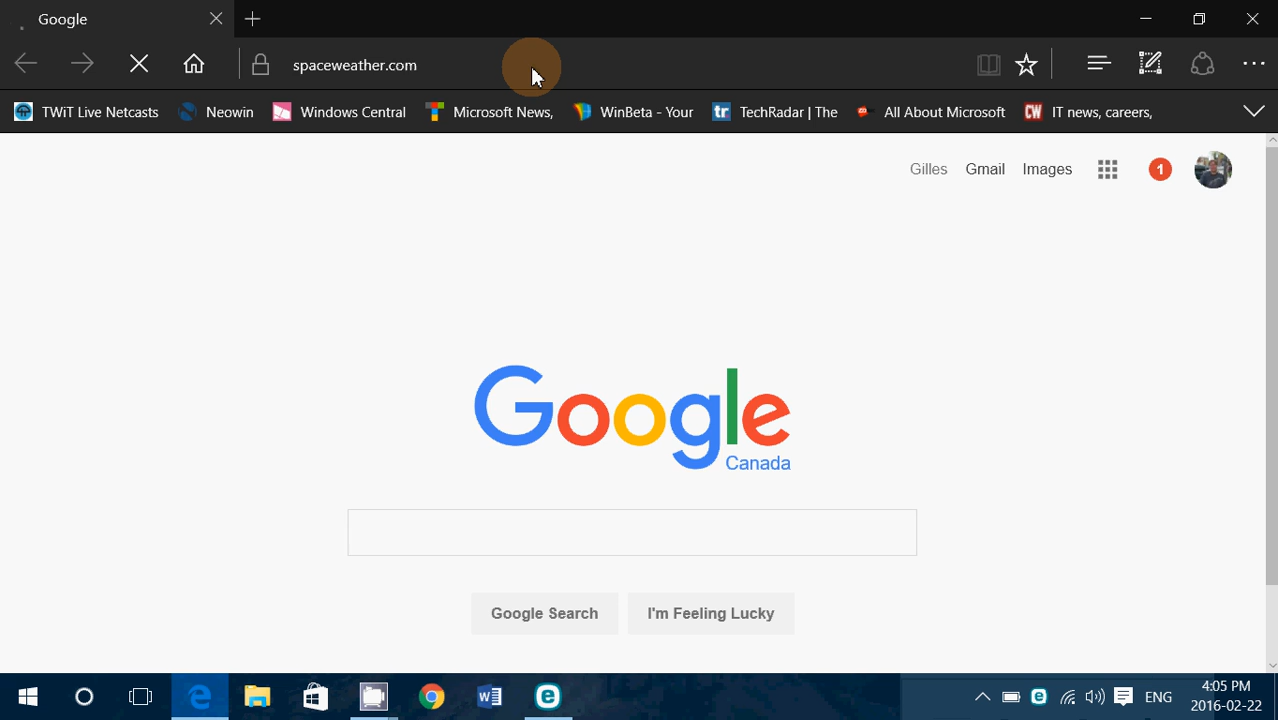 Google
spaceweather.com
TWiT Live Netcasts Neowin Windows Central Microsoft News, WinBeta - Your tr TechRadar | The All About Microsoft CW IT news, careers,
Gilles Gmail Images 1
Google
Canada
Google Search I'm Feeling Lucky
ENG 4:05 PM
2016-02-22